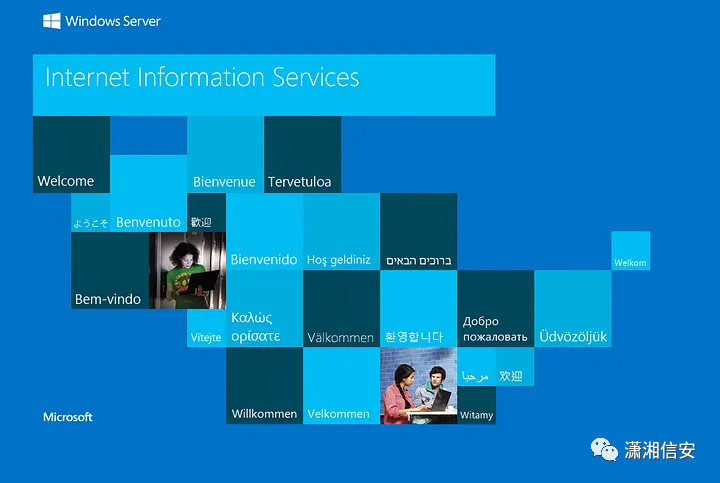 Windows Server
Internet Information Services
Welcome
Bienvenue
Tervetuloa
ようこそ
Benvenuto
歡迎
Bienvenido
Hoş geldiniz
ברוכים הבאים
Welkom
Bem-vindo
Vítejte
Καλώς
ορίσατε
Välkommen
환영합니다
Добро
пожаловать
Üdvözöljük
Willkommen
Velkommen
مرحبا
欢迎
Witamy
Microsoft
潇湘信安